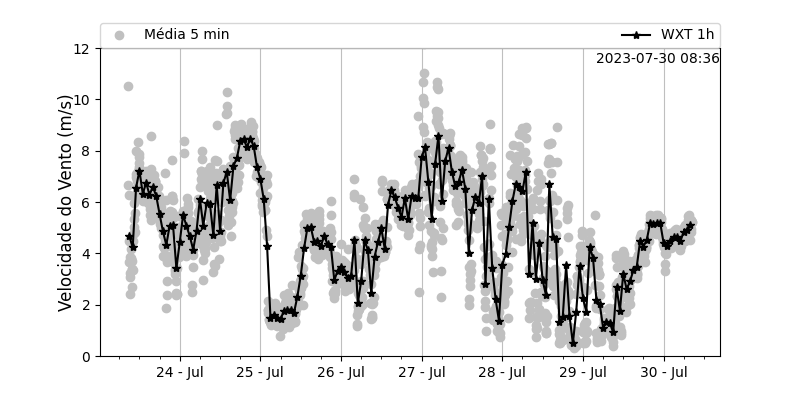 Média 5 min
WXT 1h
2023-07-30 08:36
Velocidade do Vento (m/s)
12
10
8
6
4
2
0
24 - Jul
25 - Jul
26 - Jul
27 - Jul
28 - Jul
29 - Jul
30 - Jul